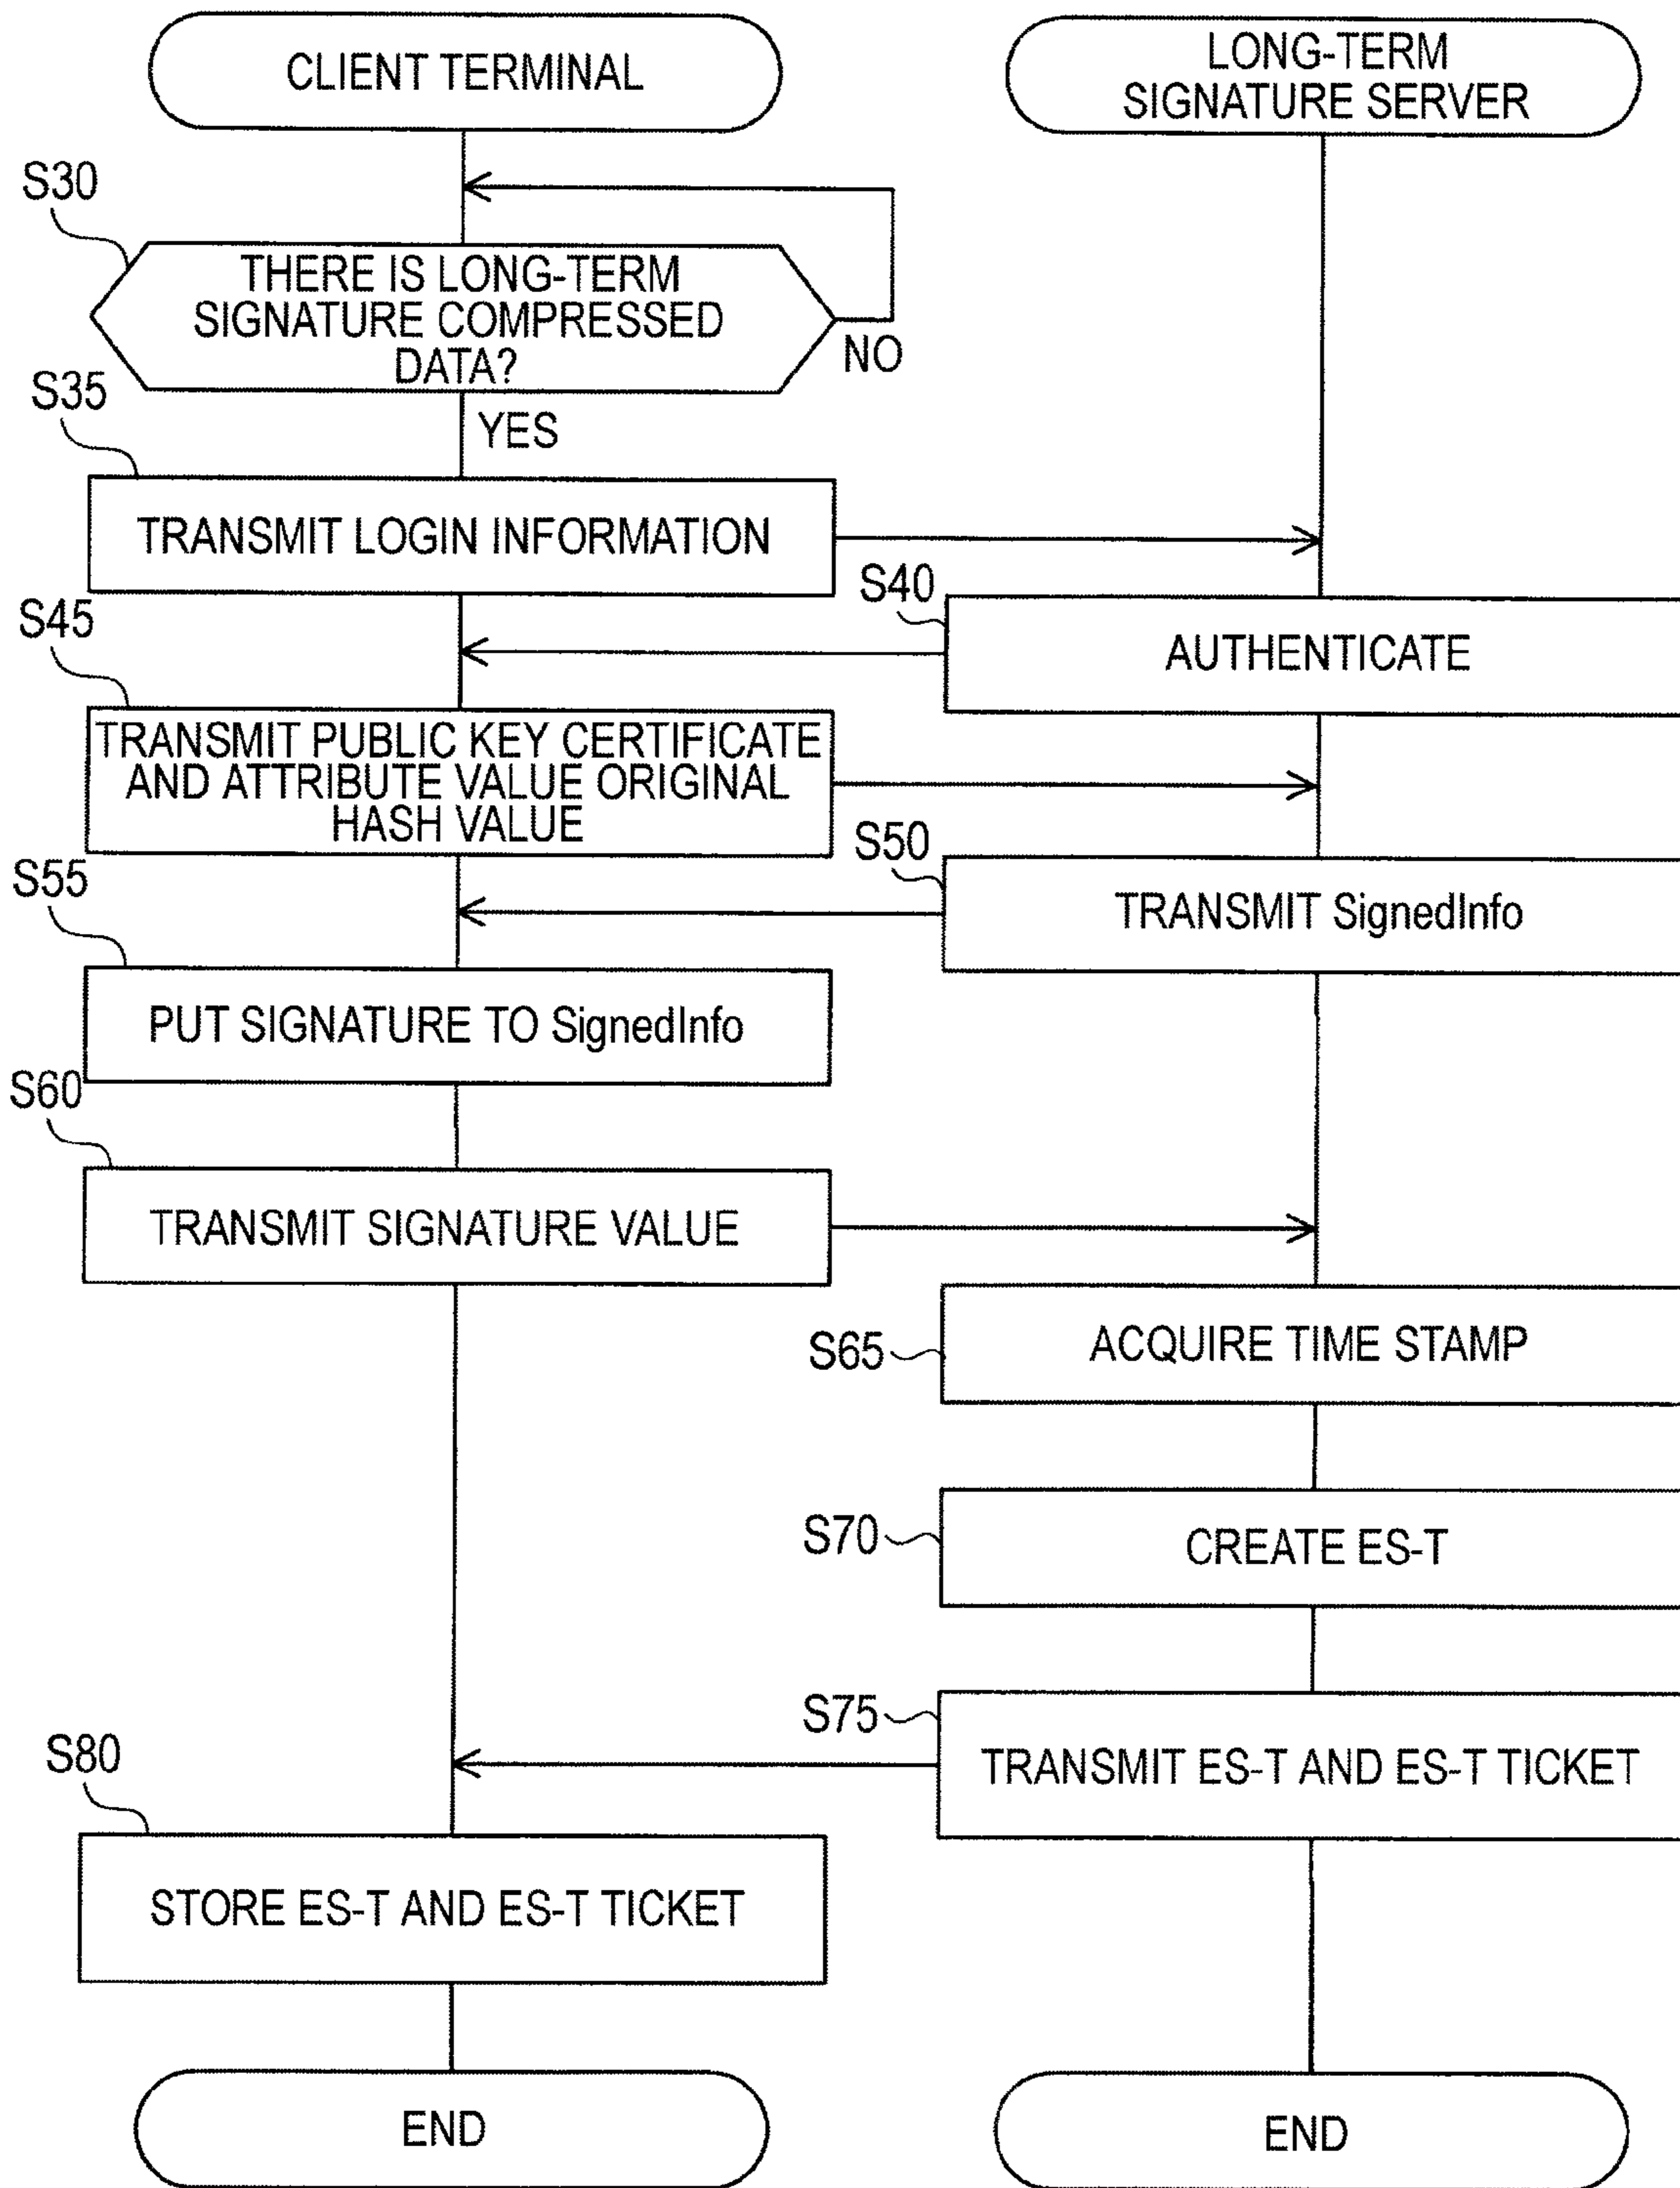 CLIENT TERMINAL
LONG-TERM
SIGNATURE SERVER
S30
THERE IS LONG-TERM
SIGNATURE COMPRESSED
DATA?
NO
YES
S35
TRANSMIT LOGIN INFORMATION
S40
AUTHENTICATE
S45
TRANSMIT PUBLIC KEY CERTIFICATE
AND ATTRIBUTE VALUE ORIGINAL
HASH VALUE
S50
TRANSMIT SignedInfo
S55
PUT SIGNATURE TO SignedInfo
S60
TRANSMIT SIGNATURE VALUE
S65
ACQUIRE TIME STAMP
S70
CREATE ES-T
S75
TRANSMIT ES-T AND ES-T TICKET
S80
STORE ES-T AND ES-T TICKET
END
END